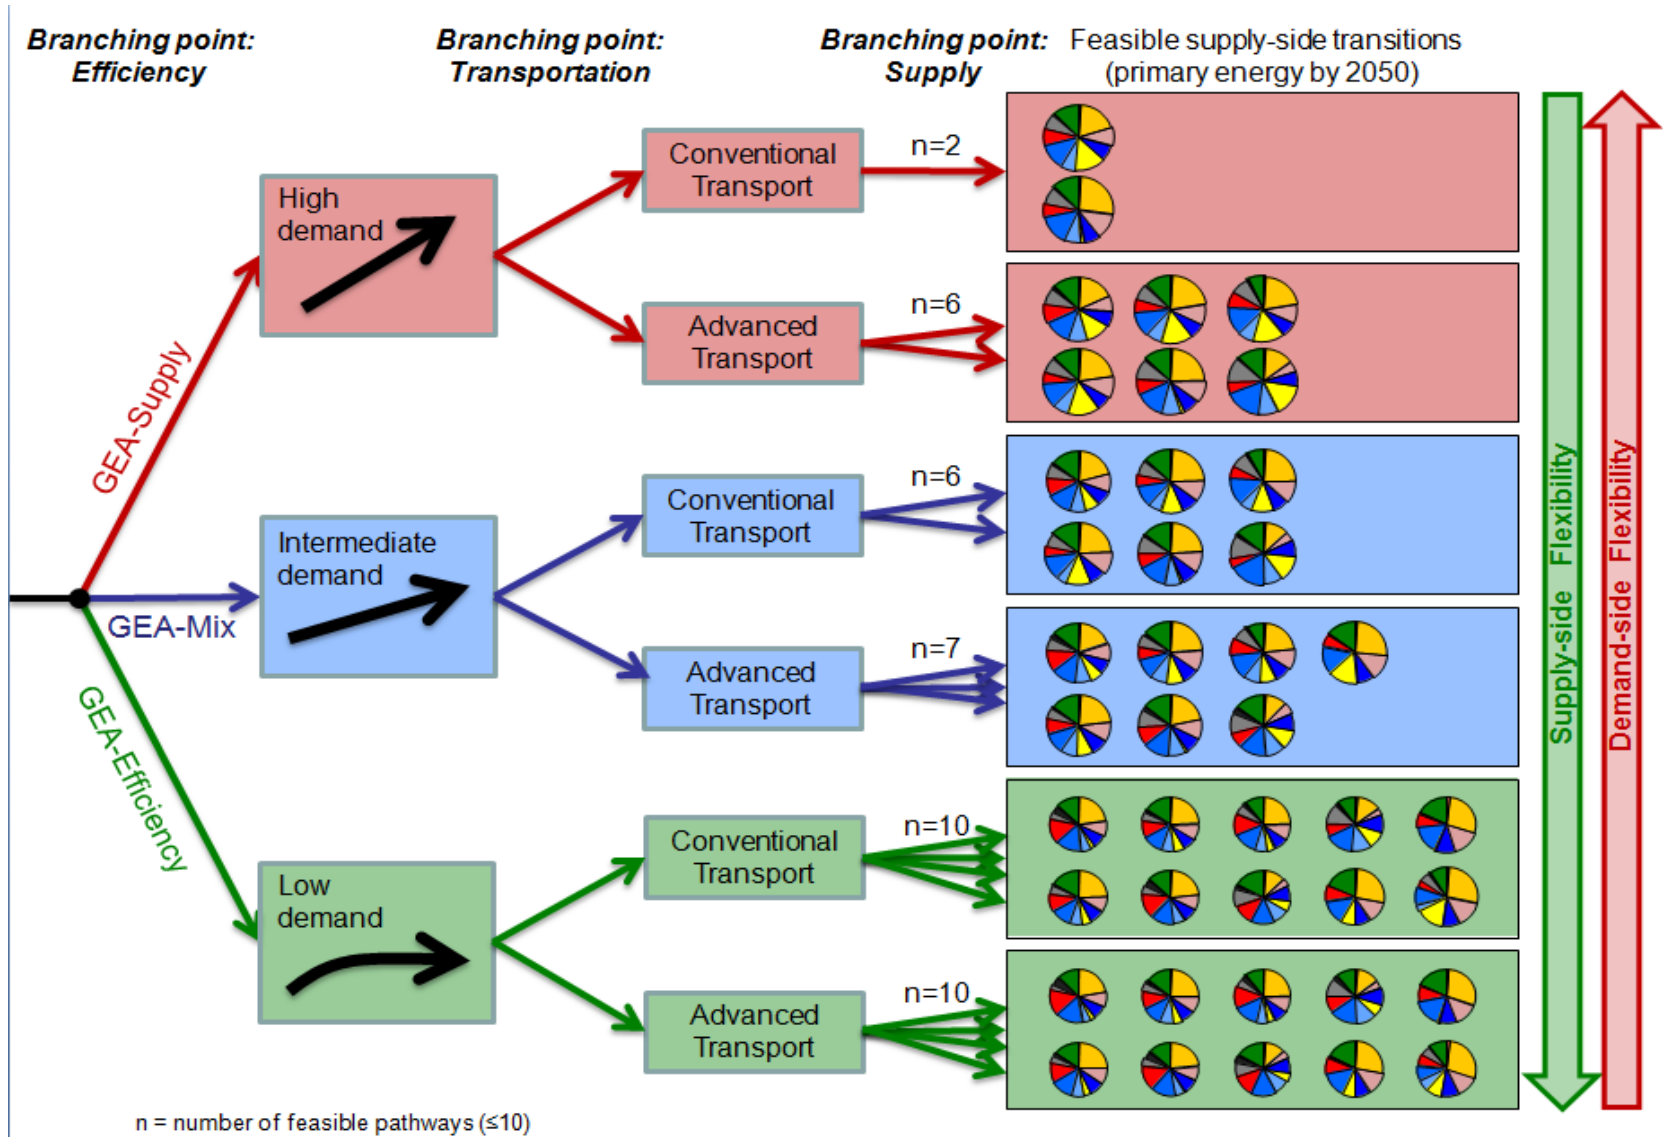 Branching point:
Efficiency
Branching point:
Transportation
Branching point:
Supply
Feasible supply-side transitions
(primary energy by 2050)
High
demand
Conventional
Transport
n=2
Advanced
Transport
n=6
GEA-Supply
Intermediate
demand
Conventional
Transport
n=6
GEA-Mix
Advanced
Transport
n=7
GEA-Efficiency
Low
demand
Conventional
Transport
n=10
Advanced
Transport
n=10
Supply-side Flexibility
Demand-side Flexibility
n = number of feasible pathways (≤10)